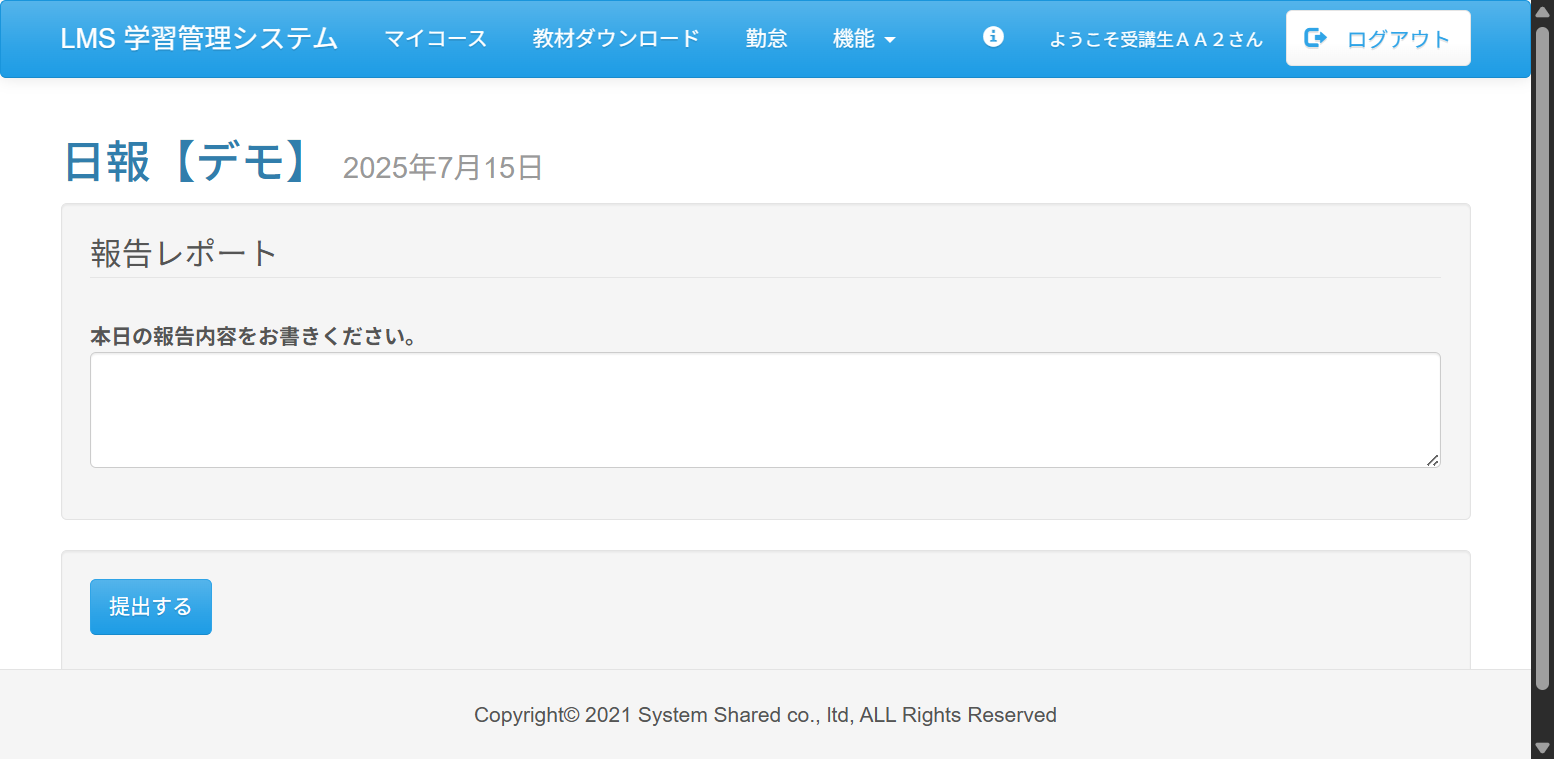 LMS 学習管理システム マイコース 教材ダウンロード 勤怠 機能 ようこそ受講生ＡＡ２さん ログアウト
日報【デモ】 2025年7月15日
報告レポート
本日の報告内容をお書きください。
提出する
Copyright© 2021 System Shared co., ltd, ALL Rights Reserved